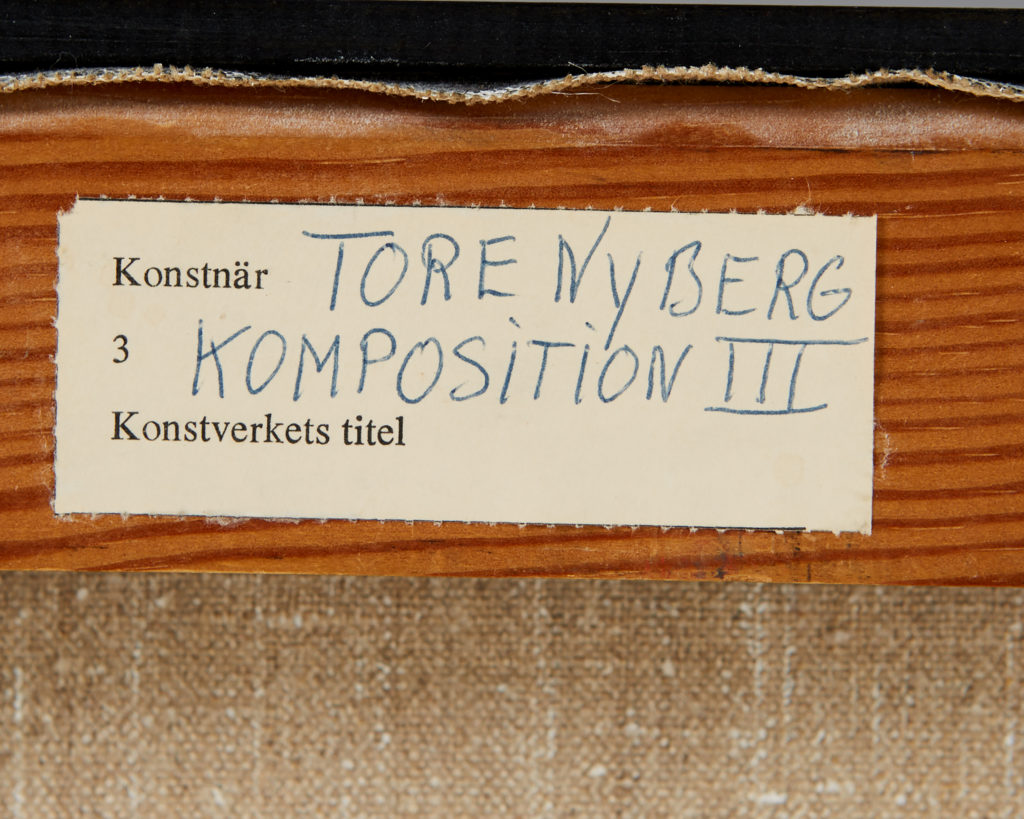 Konstnär TORE NyBERG
3 KOMPOSiTiON III
Konstverkets titel